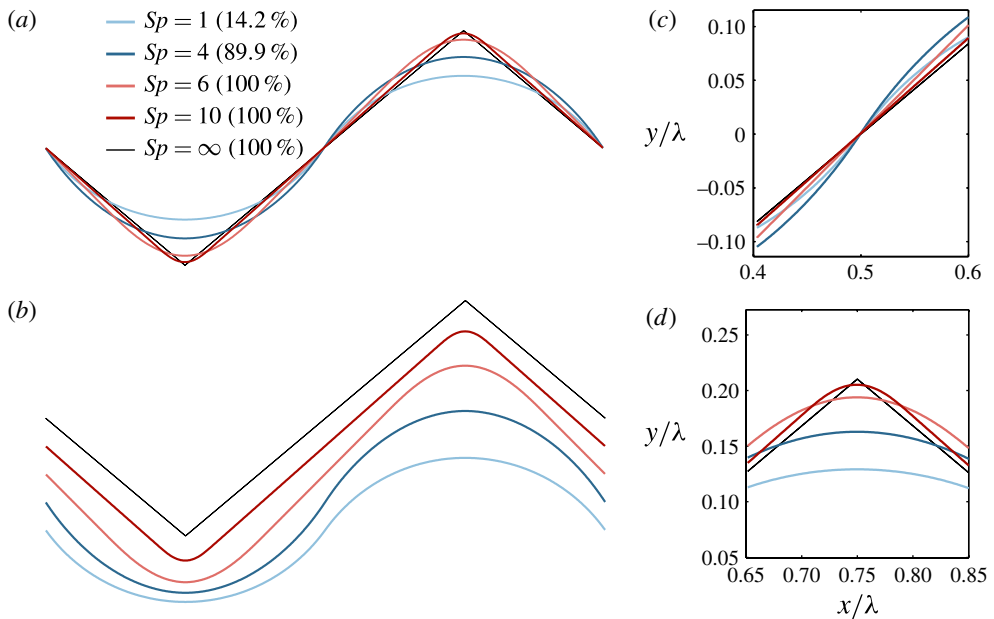 (a)
Sp = 1 (14.2 %)
Sp = 4 (89.9 %)
Sp = 6 (100 %)
Sp = 10 (100 %)
Sp = ∞ (100 %)
(b)
(c)
0.10
0.05
0
–0.05
–0.10
y/λ
0.4 0.5 0.6
(d)
0.25
0.20
0.15
0.10
0.05
y/λ
0.65 0.70 0.75 0.80 0.85
x/λ